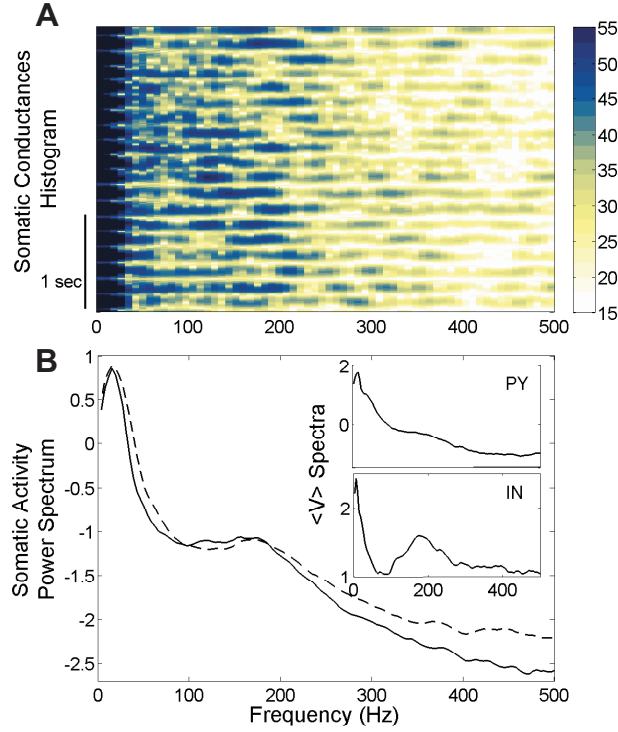 A
Somatic Conductances
Histogram
1 sec
0 100 200 300 400 500
55
50
45
40
35
30
25
20
15
B
Somatic Activity
Power Spectrum
1
0.5
0
-0.5
-1
-1.5
-2
-2.5
0 100 200 300 400 500
Frequency (Hz)
<V> Spectra
2
0
PY
2
1
IN
0 200 400